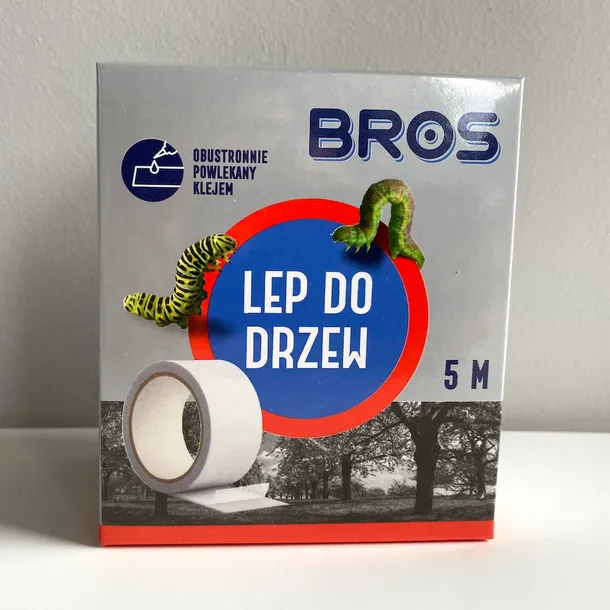 BROS
OBUSTRONNIE
POWLEKANY
KLEJEM
LEP DO
DRZEW
5 M